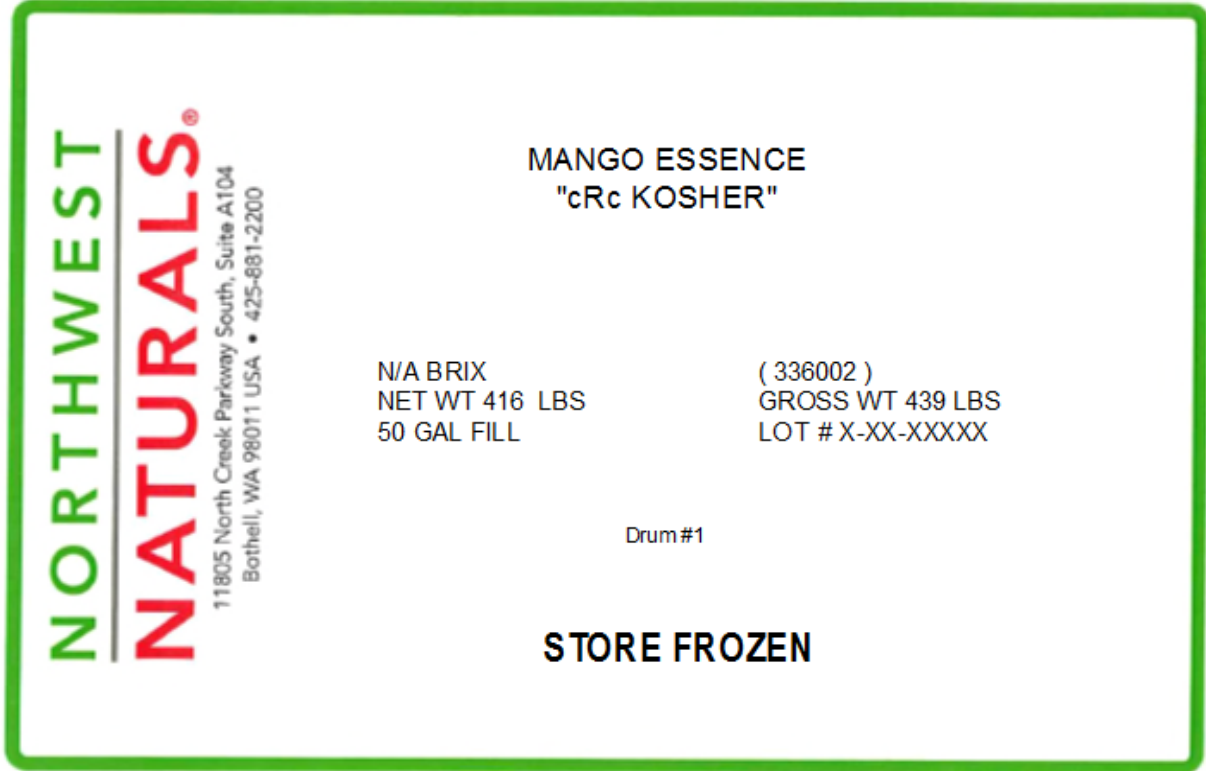 NORTHWEST
NATURALS®
11805 North Creek Parkway South, Suite A104
Bothell, WA 98011 USA • 425-881-2200
MANGO ESSENCE
"cRc KOSHER"
N/A BRIX
NET WT 416 LBS
50 GAL FILL
( 336002 )
GROSS WT 439 LBS
LOT # X-XX-XXXXX
Drum #1
STORE FROZEN